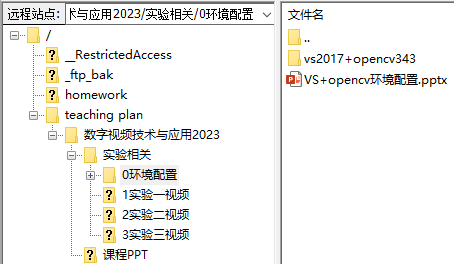 远程站点: 术与应用2023/实验相关/0环境配置
/
__RestrictedAccess
_ftp_bak
homework
teaching plan
数字视频技术与应用2023
实验相关
0环境配置
1实验一视频
2实验二视频
3实验三视频
课程PPT
文件名
..
vs2017+opencv343
VS+opencv环境配置.pptx